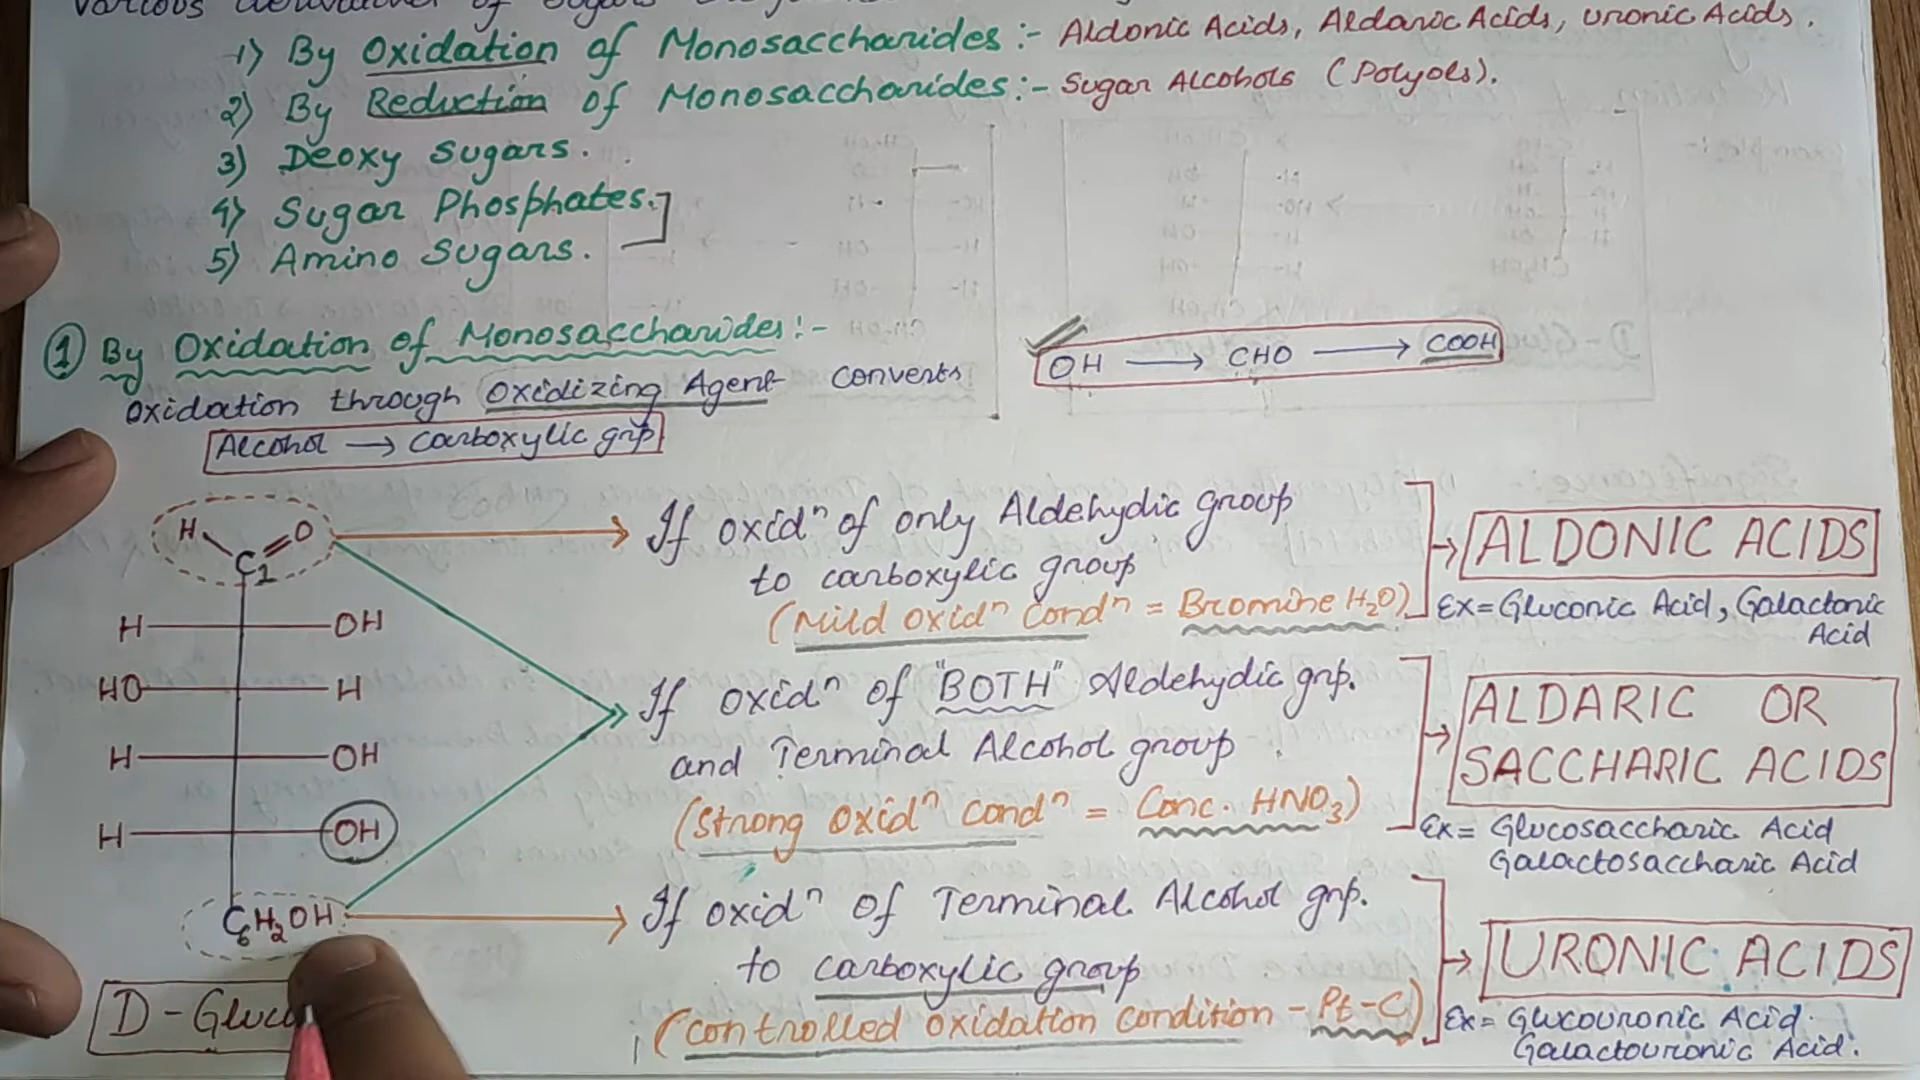 Various derivatives of sugars
1) By Oxidation of Monosaccharides:- Aldonic Acids, Aldaric Acids, Uronic Acids.
2) By Reduction of Monosaccharides:- Sugar Alcohols (Polyols).
3) Deoxy Sugars.
4) Sugar Phosphates.
5) Amino Sugars.
① By Oxidation of Monosaccharides:-
Oxidation through Oxidizing Agent converts
Alcohol → Carboxylic grp
OH → CHO → COOH
H O
C1
H OH
HO H
H OH
H OH
C6H2OH
D-Gluc
If oxidⁿ of only Aldehydic group
to carboxylic group
(Mild oxidⁿ condⁿ = Bromine H2O)
ALDONIC ACIDS
Ex= Gluconic Acid, Galactonic
Acid
If oxidⁿ of "BOTH" Aldehydic grp.
and Terminal Alcohol group
(Strong oxidⁿ condⁿ = Conc. HNO3)
ALDARIC OR
SACCHARIC ACIDS
Ex= Glucosaccharic Acid
Galactosaccharic Acid
If oxidⁿ of Terminal Alcohol grp.
to carboxylic group
(controlled oxidation condition - Pt-C)
URONIC ACIDS
Ex= Glucouronic Acid.
Galactouronic Acid.